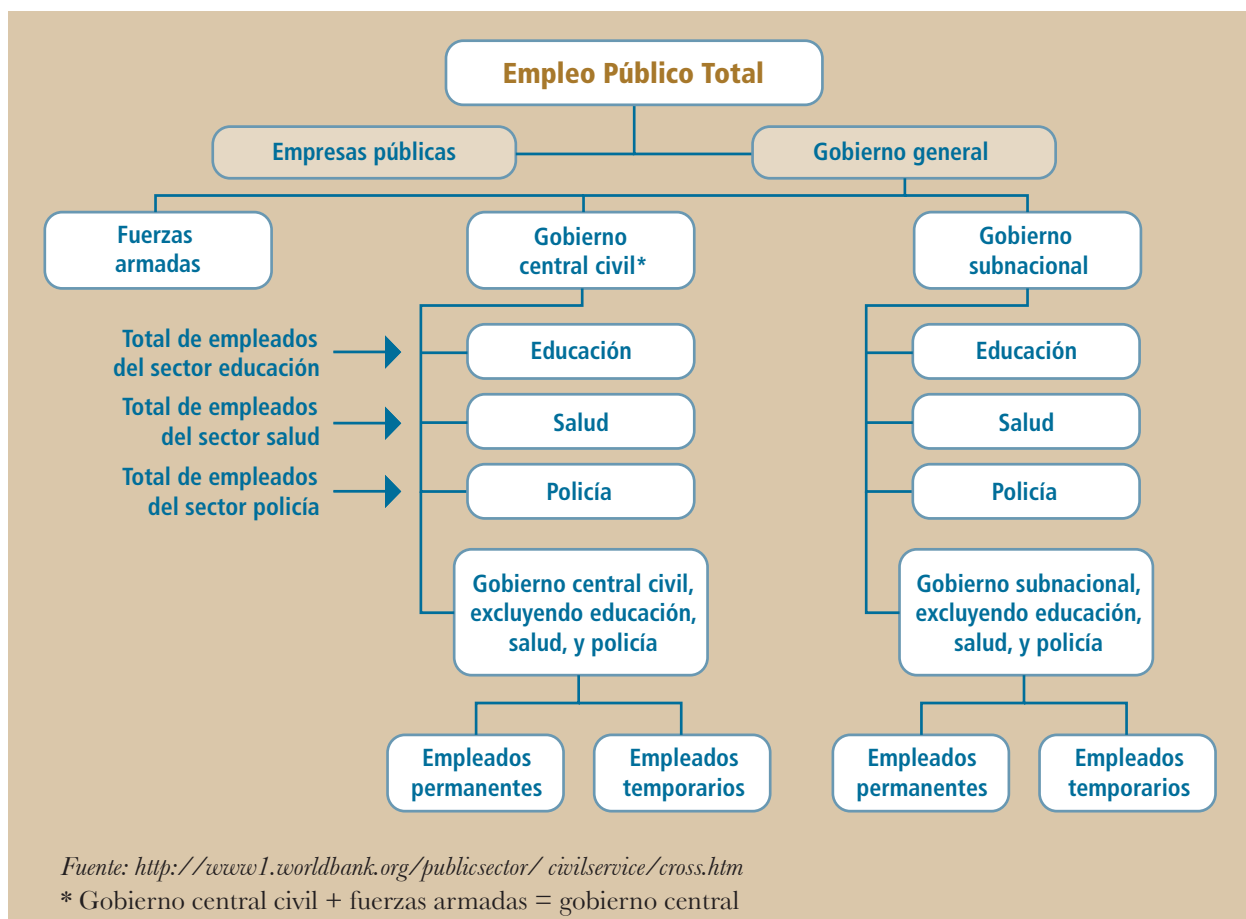 Empleo Público Total
Empresas públicas
Gobierno general
Fuerzas
armadas
Gobierno
central civil*
Gobierno
subnacional
Total de empleados
del sector educación
Educación
Educación
Total de empleados
del sector salud
Salud
Salud
Total de empleados
del sector policía
Policía
Policía
Gobierno central civil,
excluyendo educación,
salud, y policía
Gobierno subnacional,
excluyendo educación,
salud, y policía
Empleados
permanentes
Empleados
temporarios
Empleados
permanentes
Empleados
temporarios
Fuente: http://www1.worldbank.org/publicsector/ civilservice/cross.htm
* Gobierno central civil + fuerzas armadas = gobierno central